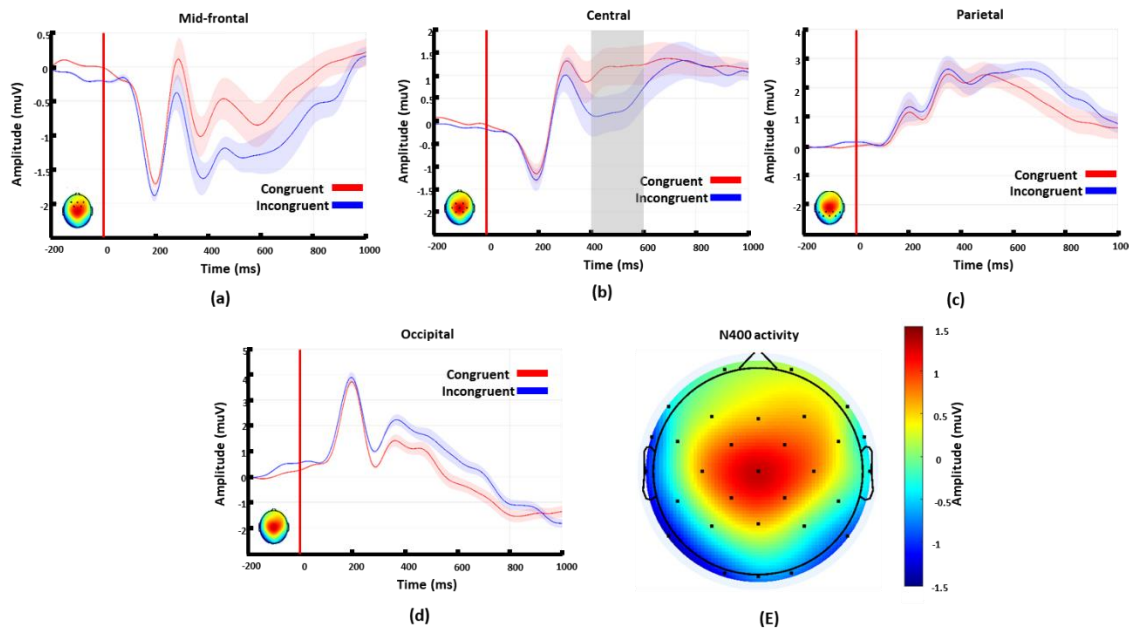 Mid-frontal
0.5
0
-0.5
-1
-1.5
-2
Amplitude (muV)
Congruent
Incongruent
-200 0 200 400 600 800 1000
Time (ms)
(a)
Central
2
1.5
1
0.5
0
-0.5
-1
-1.5
-2
Amplitude (muV)
Congruent
Incongruent
-200 0 200 400 600 800 1000
Time (ms)
(b)
Parietal
4
3
2
1
0
-1
-2
Amplitude (muV)
Congruent
Incongruent
-200 0 200 400 600 800 1000
Time (ms)
(c)
Occipital
5
4
3
2
1
0
-1
-2
Amplitude (muV)
Congruent
Incongruent
-200 0 200 400 600 800 1000
Time (ms)
(d)
N400 activity
1.5
1
0.5
0
-0.5
-1
-1.5
Amplitude (muV)
(E)